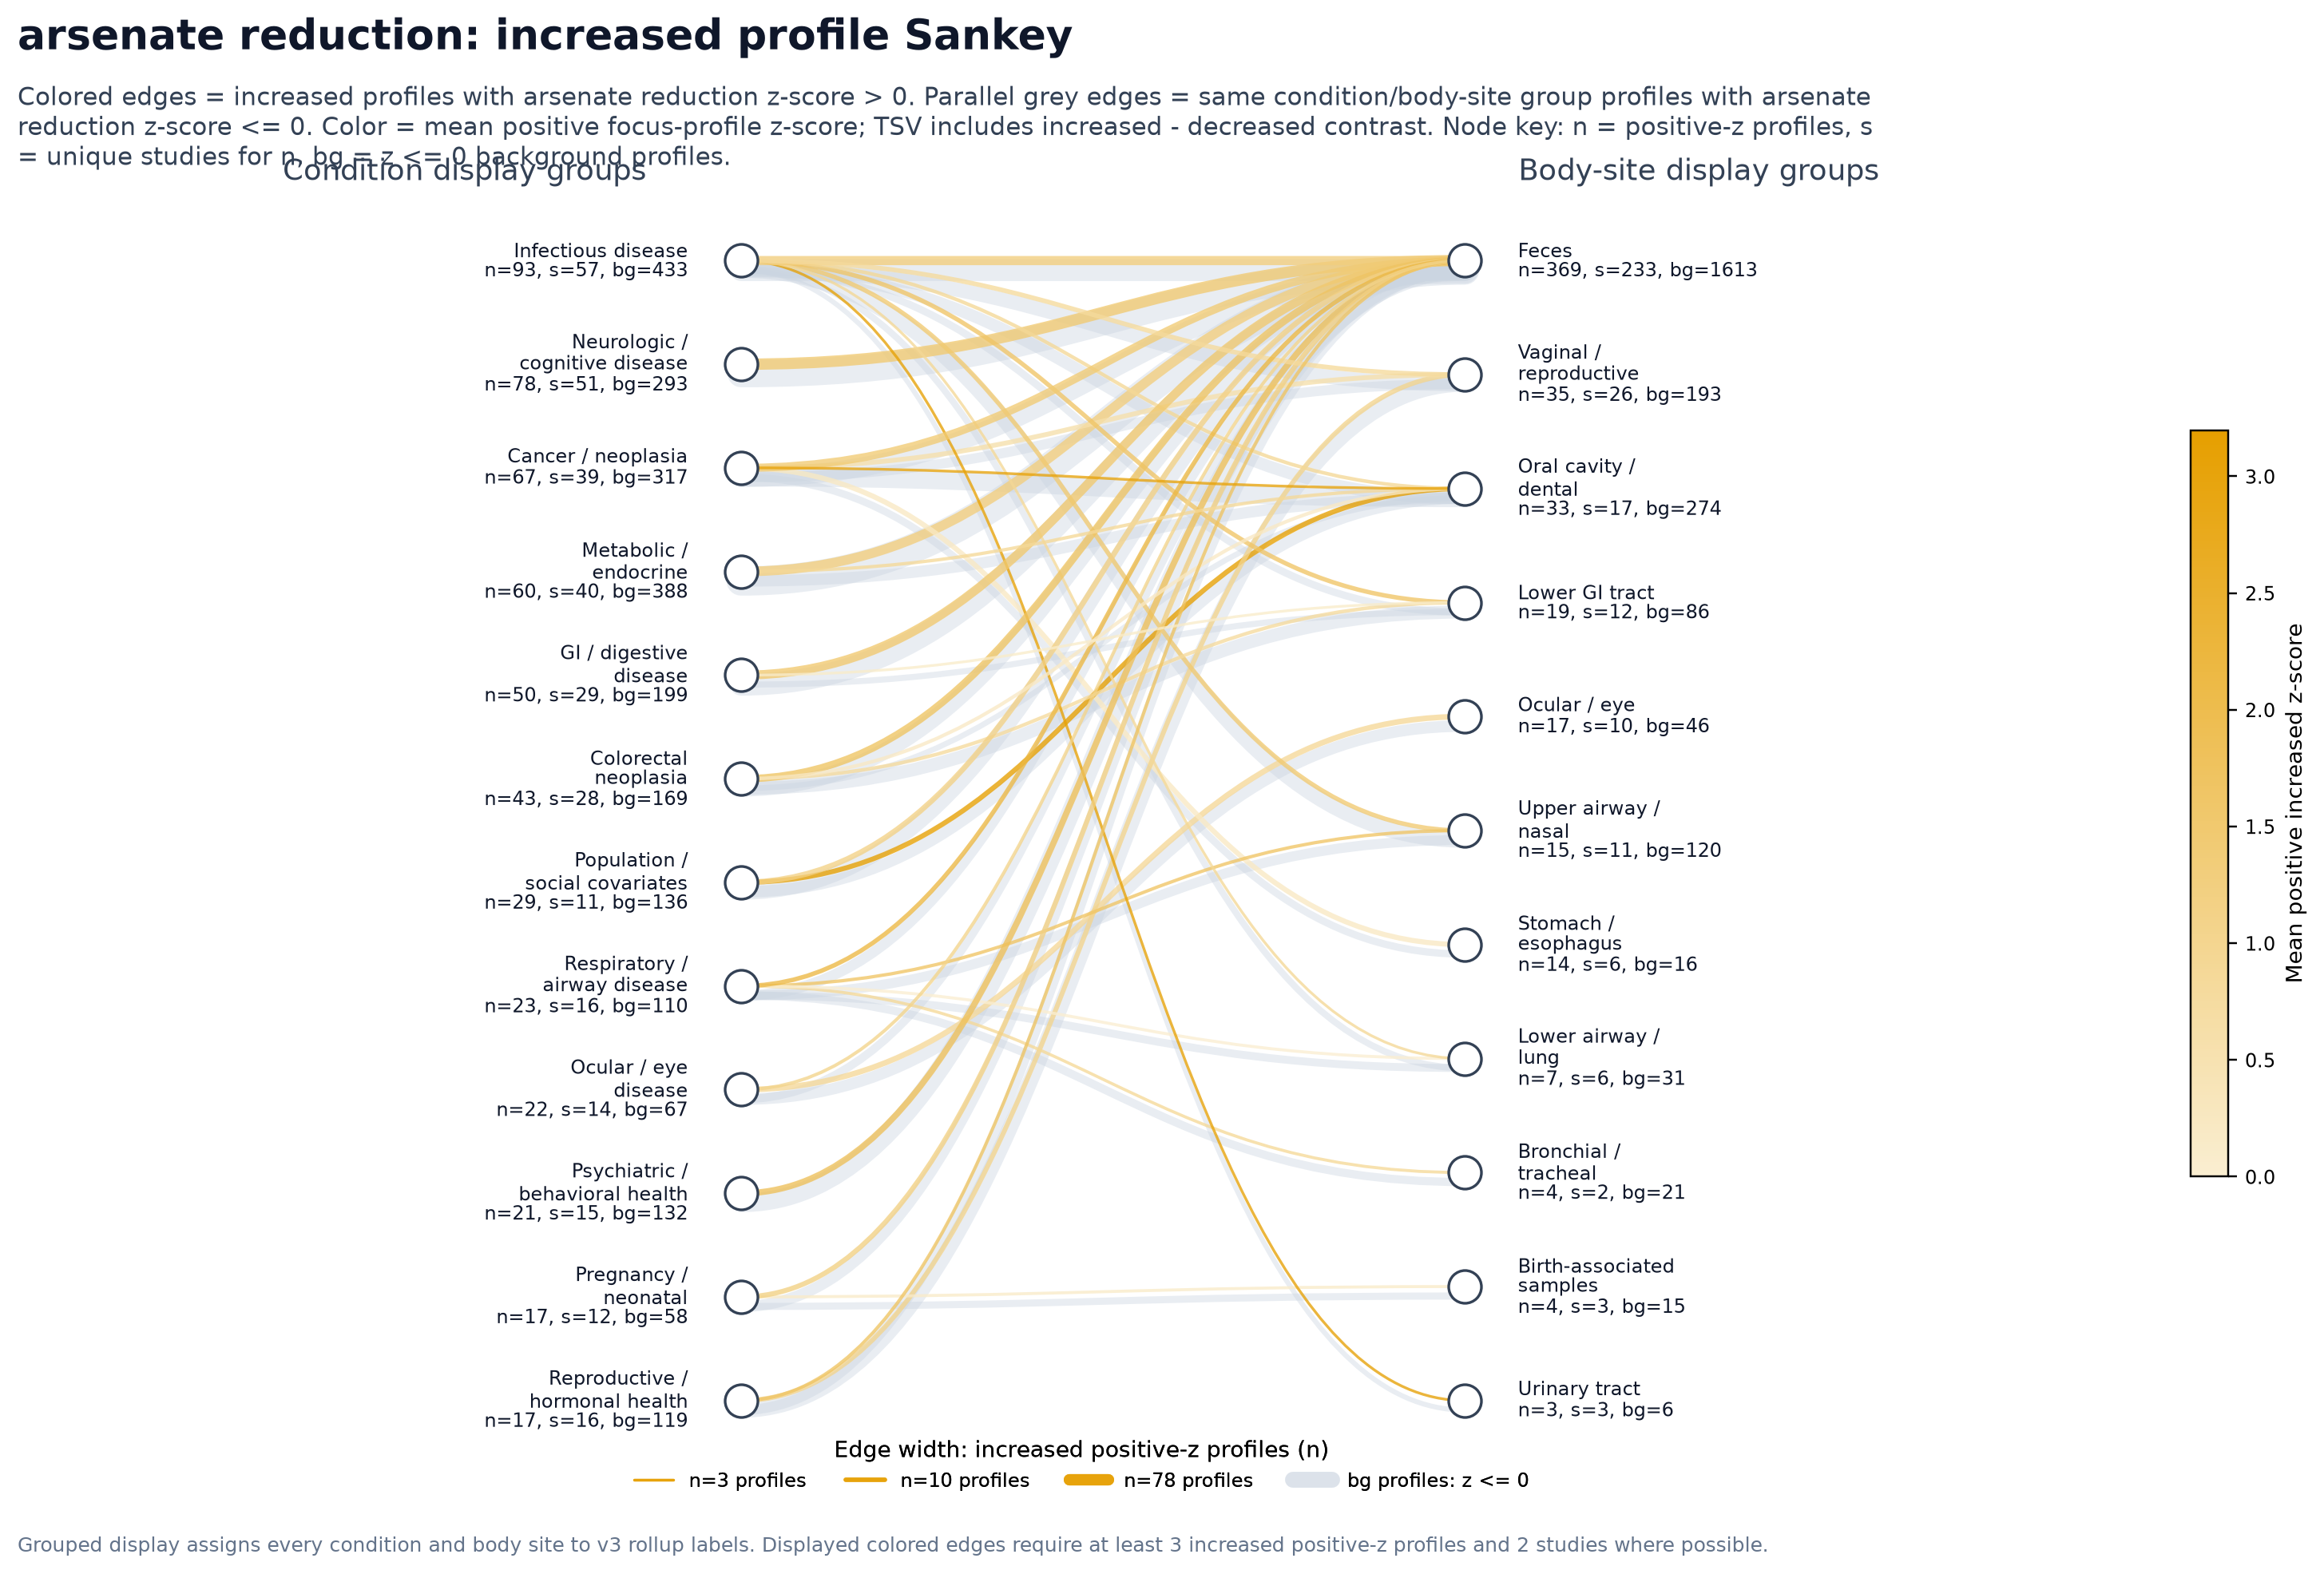 arsenate reduction: increased profile Sankey
Colored edges = increased profiles with arsenate reduction z-score > 0. Parallel grey edges = same condition/body-site group profiles with arsenate
reduction z-score <= 0. Color = mean positive focus-profile z-score; TSV includes increased - decreased contrast. Node key: n = positive-z profiles, s
= unique studies for n, bg = z <= 0 background profiles.
Condition display groups
Body-site display groups
Infectious disease
n=93, s=57, bg=433
Neurologic /
cognitive disease
n=78, s=51, bg=293
Cancer / neoplasia
n=67, s=39, bg=317
Metabolic /
endocrine
n=60, s=40, bg=388
GI / digestive
disease
n=50, s=29, bg=199
Colorectal
neoplasia
n=43, s=28, bg=169
Population /
social covariates
n=29, s=11, bg=136
Respiratory /
airway disease
n=23, s=16, bg=110
Ocular / eye
disease
n=22, s=14, bg=67
Psychiatric /
behavioral health
n=21, s=15, bg=132
Pregnancy /
neonatal
n=17, s=12, bg=58
Reproductive /
hormonal health
n=17, s=16, bg=119
Feces
n=369, s=233, bg=1613
Vaginal /
reproductive
n=35, s=26, bg=193
Oral cavity /
dental
n=33, s=17, bg=274
Lower GI tract
n=19, s=12, bg=86
Ocular / eye
n=17, s=10, bg=46
Upper airway /
nasal
n=15, s=11, bg=120
Stomach /
esophagus
n=14, s=6, bg=16
Lower airway /
lung
n=7, s=6, bg=31
Bronchial /
tracheal
n=4, s=2, bg=21
Birth-associated
samples
n=4, s=3, bg=15
Urinary tract
n=3, s=3, bg=6
3.0
2.5
2.0
1.5
1.0
0.5
0.0
Mean positive increased z-score
Edge width: increased positive-z profiles (n)
n=3 profiles
n=10 profiles
n=78 profiles
bg profiles: z <= 0
Grouped display assigns every condition and body site to v3 rollup labels. Displayed colored edges require at least 3 increased positive-z profiles and 2 studies where possible.